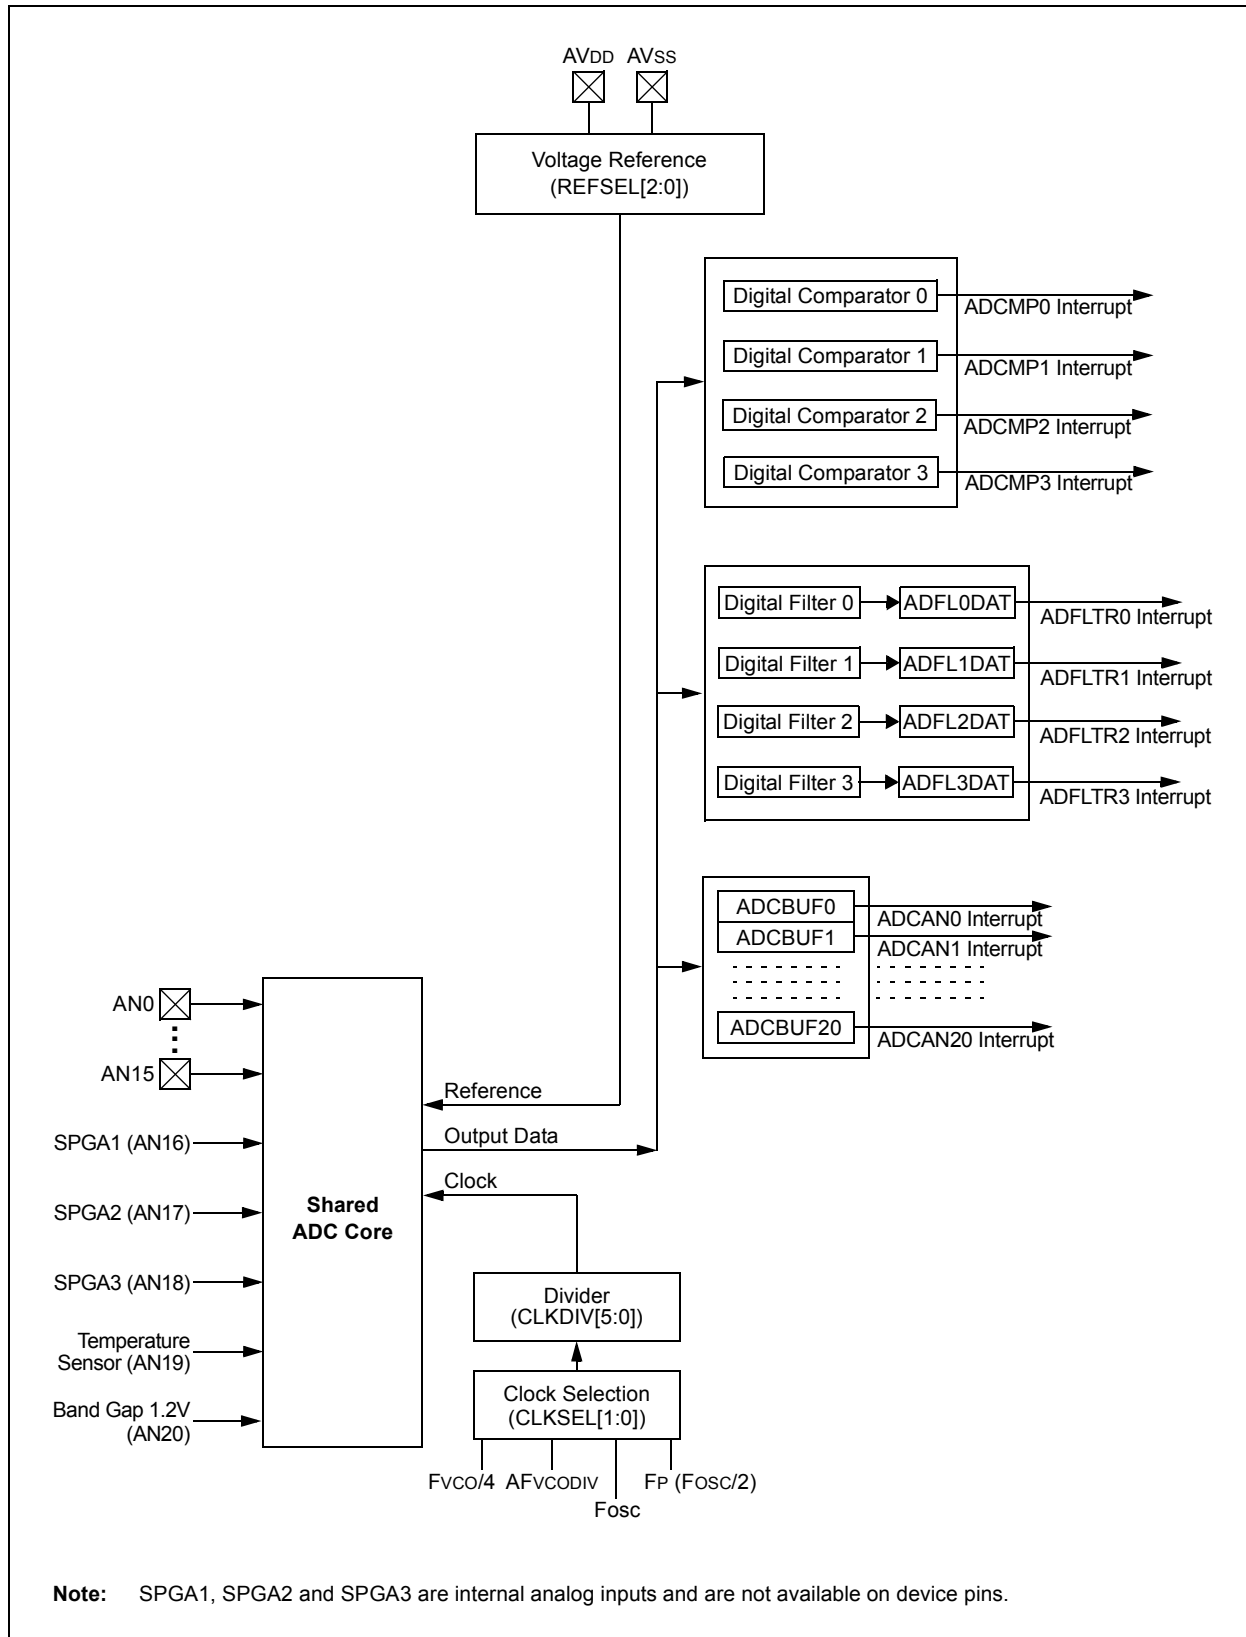 AVDD AVSS
Voltage Reference
(REFSEL[2:0])
Digital Comparator 0
ADCMP0 Interrupt
Digital Comparator 1
ADCMP1 Interrupt
Digital Comparator 2
ADCMP2 Interrupt
Digital Comparator 3
ADCMP3 Interrupt
Digital Filter 0
ADFL0DAT
ADFLTR0 Interrupt
Digital Filter 1
ADFL1DAT
ADFLTR1 Interrupt
Digital Filter 2
ADFL2DAT
ADFLTR2 Interrupt
Digital Filter 3
ADFL3DAT
ADFLTR3 Interrupt
ADCBUF0
ADCAN0 Interrupt
ADCBUF1
ADCAN1 Interrupt
ADCBUF20
ADCAN20 Interrupt
AN0
AN15
SPGA1 (AN16)
SPGA2 (AN17)
SPGA3 (AN18)
Temperature
Sensor (AN19)
Band Gap 1.2V
(AN20)
Shared
ADC Core
Reference
Output Data
Clock
Divider
(CLKDIV[5:0])
Clock Selection
(CLKSEL[1:0])
FVCO/4 AFVCODIV FP (FOSC/2)
Fosc
Note: SPGA1, SPGA2 and SPGA3 are internal analog inputs and are not available on device pins.